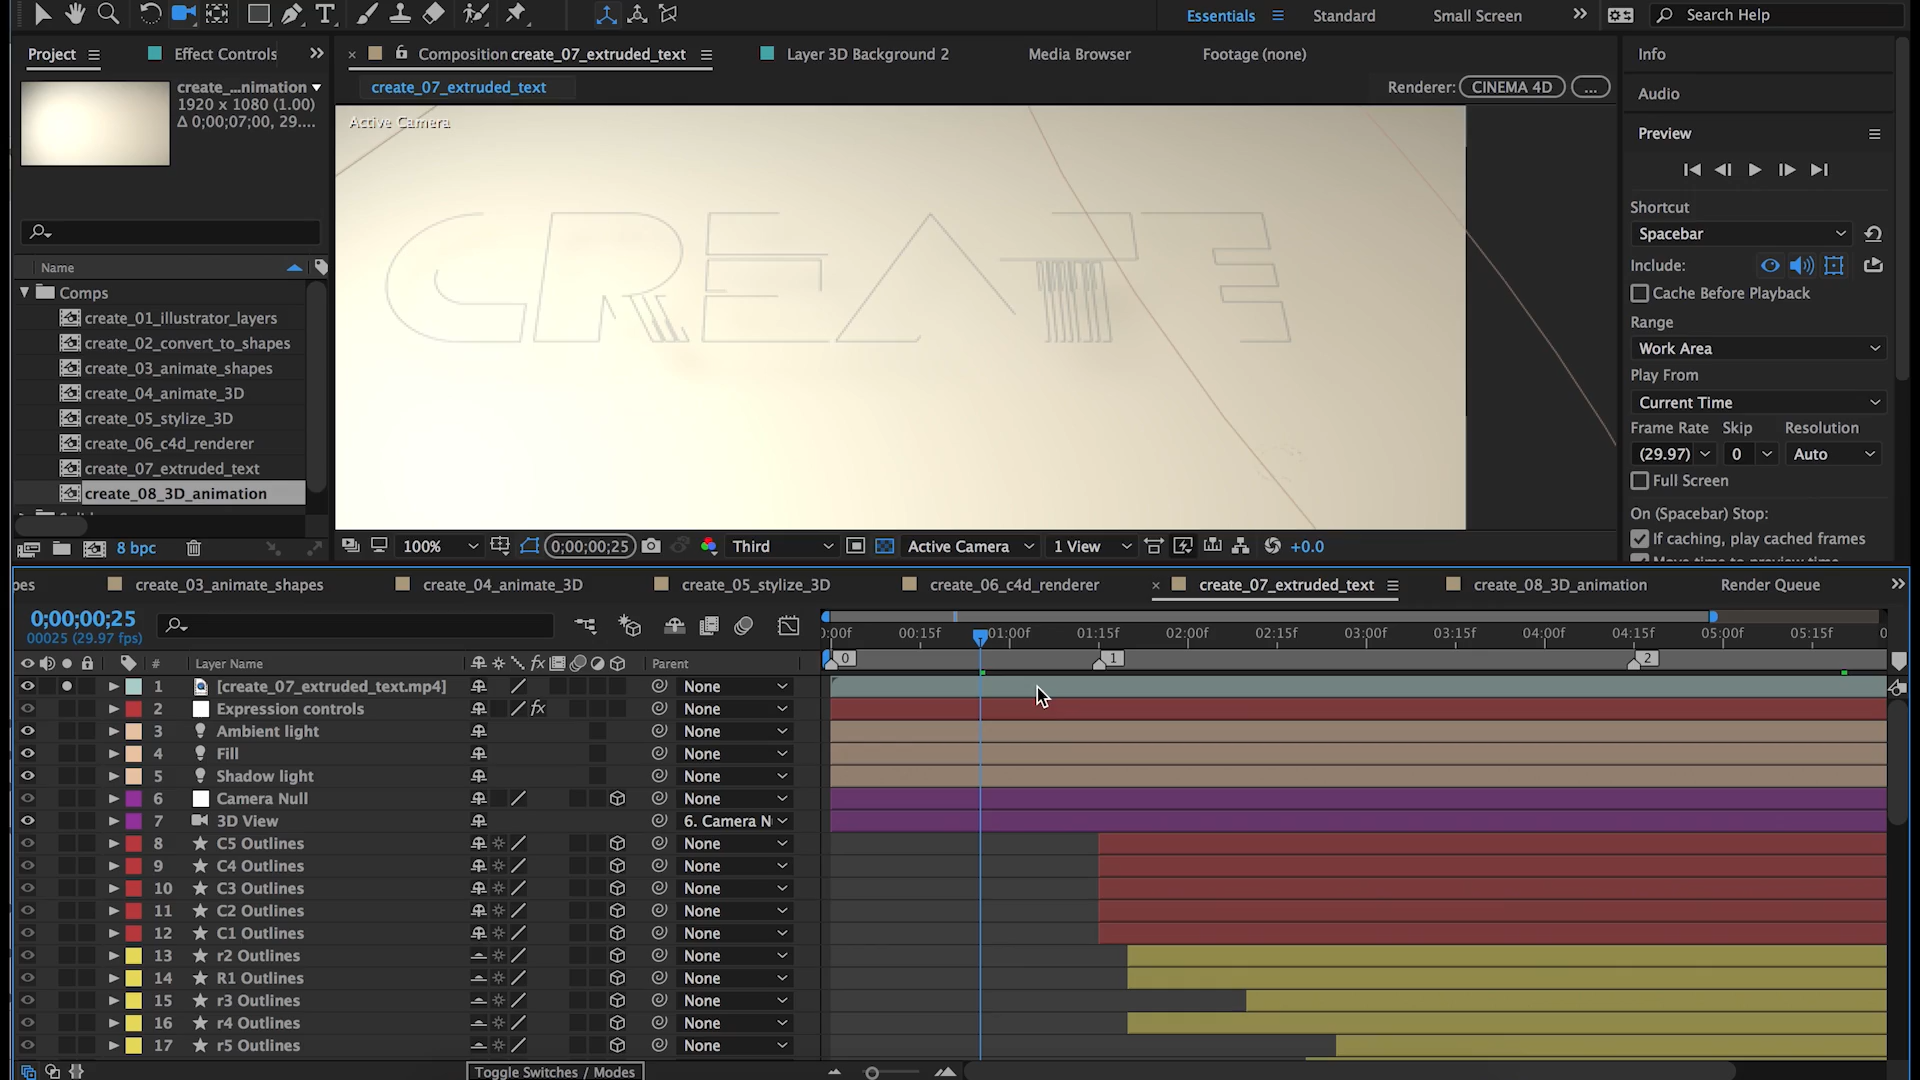 Essentials
Standard
Small Screen
Search Help
Project
Effect Controls
Composition create_07_extruded_text
Layer 3D Background 2
Media Browser
Footage (none)
create_...nimation
1920 x 1080 (1.00)
Δ 0;00;07;00, 29....
create_07_extruded_text
Renderer:
CINEMA 4D
...
Active Camera
CREATE
Name
Comps
create_01_illustrator_layers
create_02_convert_to_shapes
create_03_animate_shapes
create_04_animate_3D
create_05_stylize_3D
create_06_c4d_renderer
create_07_extruded_text
create_08_3D_animation
8 bpc
100%
0;00;00;25
Third
Active Camera
1 View
+0.0
Info
Audio
Preview
Shortcut
Spacebar
Include:
Cache Before Playback
Range
Work Area
Play From
Current Time
Frame Rate Skip Resolution
(29.97) 0 Auto
Full Screen
On (Spacebar) Stop:
If caching, play cached frames
Move time to preview time
pes
create_03_animate_shapes
create_04_animate_3D
create_05_stylize_3D
create_06_c4d_renderer
create_07_extruded_text
create_08_3D_animation
Render Queue
0;00;00;25
00025 (29.97 fps)
0:00f 00:15f 01:00f 01:15f 02:00f 02:15f 03:00f 03:15f 04:00f 04:15f 05:00f 05:15f 0
0 1 2
# Layer Name fx Parent
1 [create_07_extruded_text.mp4] None
2 Expression controls fx None
3 Ambient light None
4 Fill None
5 Shadow light None
6 Camera Null None
7 3D View 6. Camera N
8 C5 Outlines None
9 C4 Outlines None
10 C3 Outlines None
11 C2 Outlines None
12 C1 Outlines None
13 r2 Outlines None
14 R1 Outlines None
15 r3 Outlines None
16 r4 Outlines None
17 r5 Outlines None
Toggle Switches / Modes